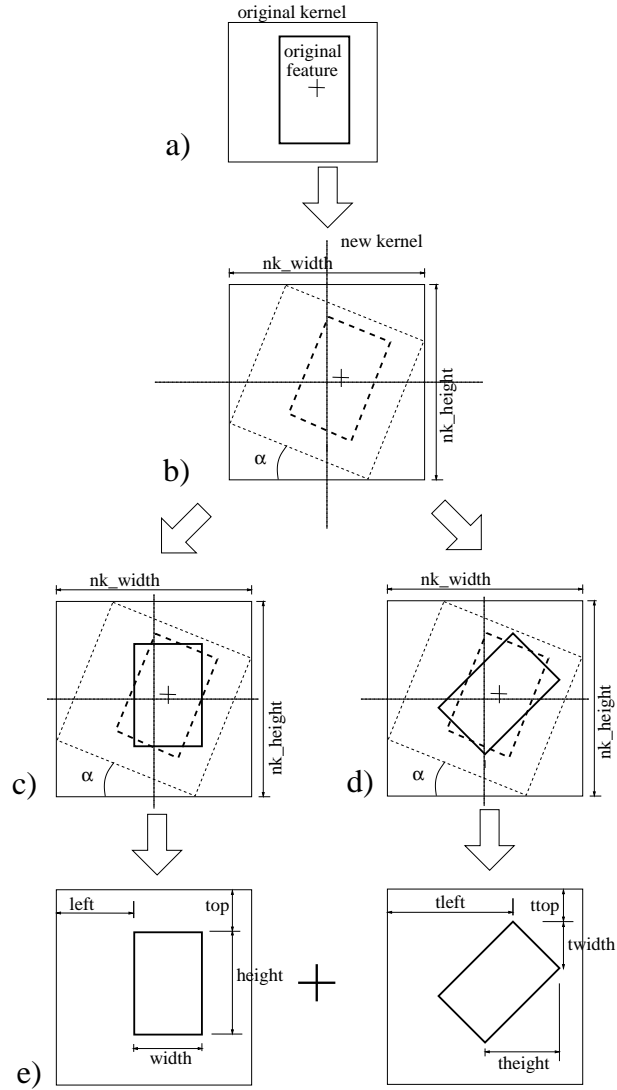 original kernel
original
feature
a)
new kernel
nk_width
nk_height
α
b)
nk_width
nk_height
α
c)
nk_width
nk_height
α
d)
left
top
height
width
e)
tleft
ttop
twidth
theight